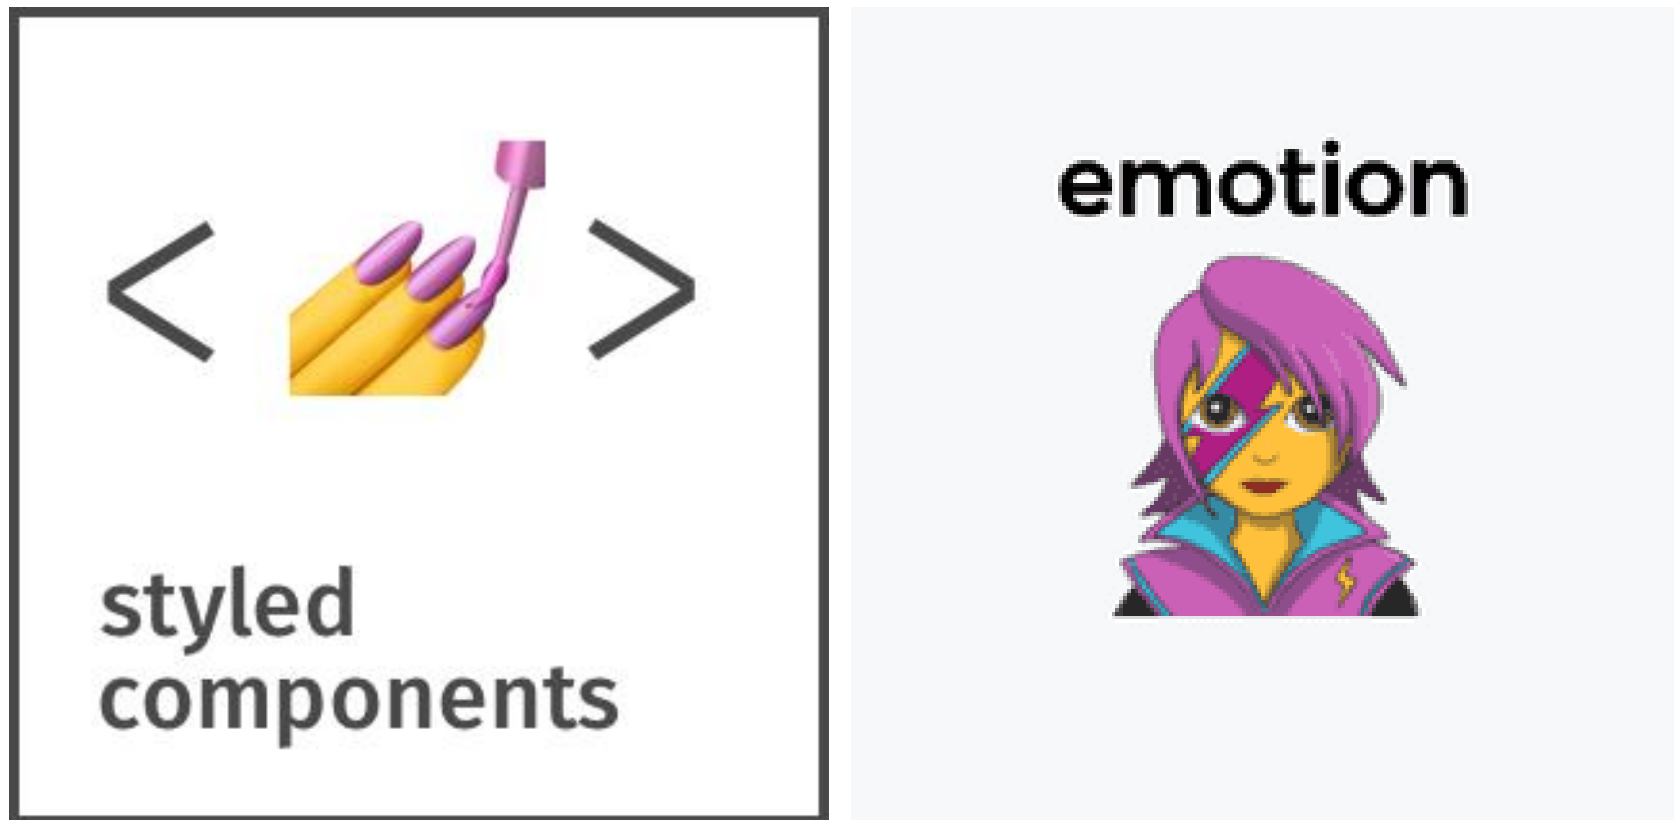 < >
styled
components
emotion